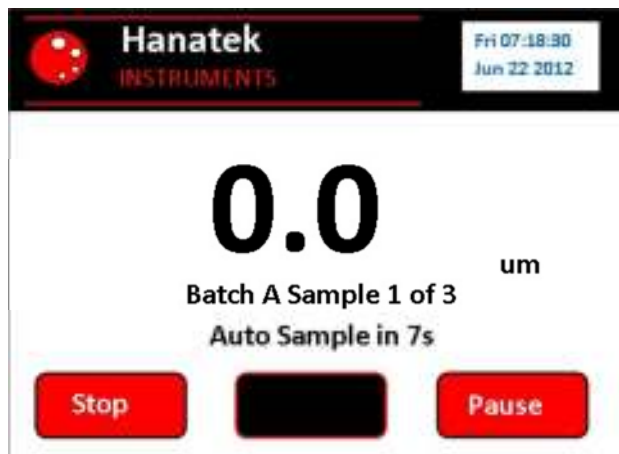 Hanatek
INSTRUMENTS
Fri 07:18:30
Jun 22 2012
0.0
um
Batch A Sample 1 of 3
Auto Sample in 7s
Stop
Pause